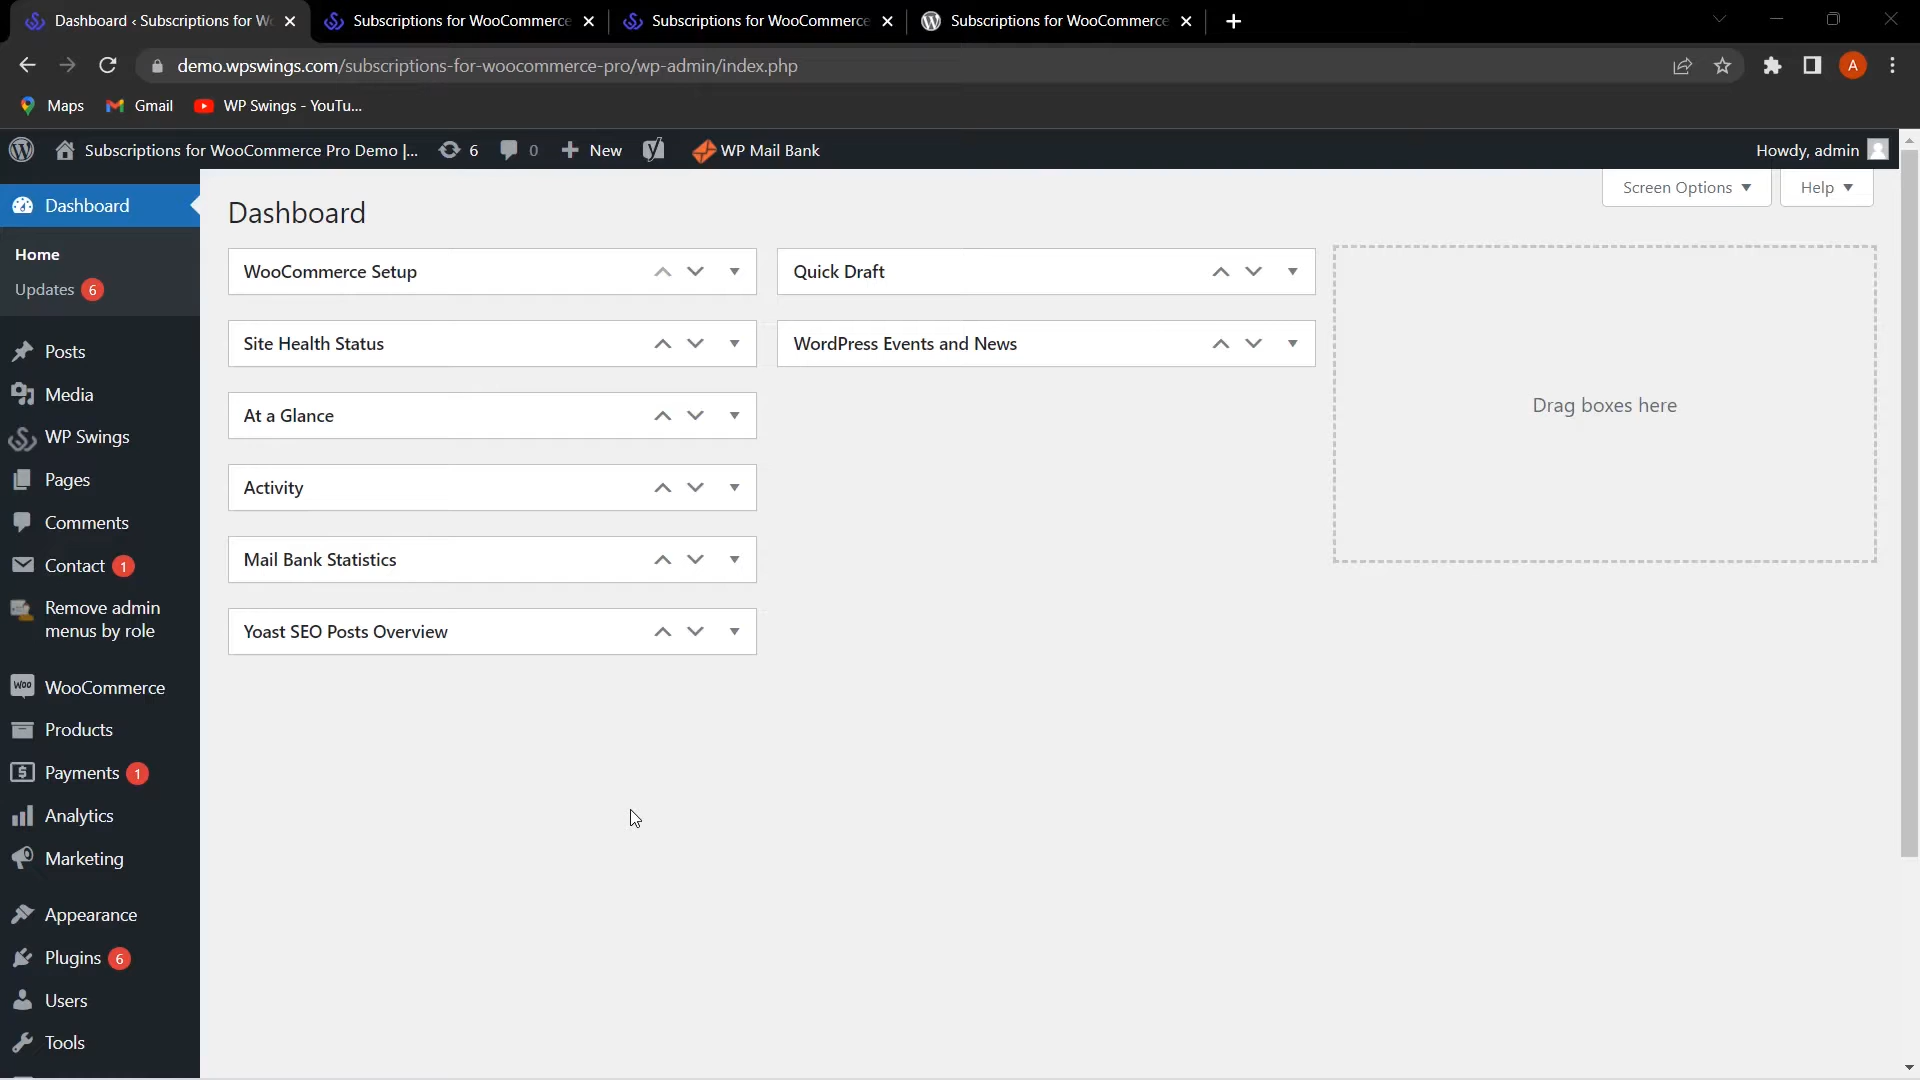 Dashboard ‹ Subscriptions for W
Subscriptions for WooCommerce
Subscriptions for WooCommerce
Subscriptions for WooCommerce
demo.wpswings.com/subscriptions-for-woocommerce-pro/wp-admin/index.php
A
Maps
Gmail
WP Swings - YouTu...
Subscriptions for WooCommerce Pro Demo |...
6
0
New
WP Mail Bank
Howdy, admin
Dashboard
Home
Updates 6
Posts
Media
WP Swings
Pages
Comments
Contact 1
Remove admin
menus by role
Woo
WooCommerce
Products
Payments 1
Analytics
Marketing
Appearance
Plugins 6
Users
Tools
Screen Options
Help
Dashboard
WooCommerce Setup
Site Health Status
At a Glance
Activity
Mail Bank Statistics
Yoast SEO Posts Overview
Quick Draft
WordPress Events and News
Drag boxes here